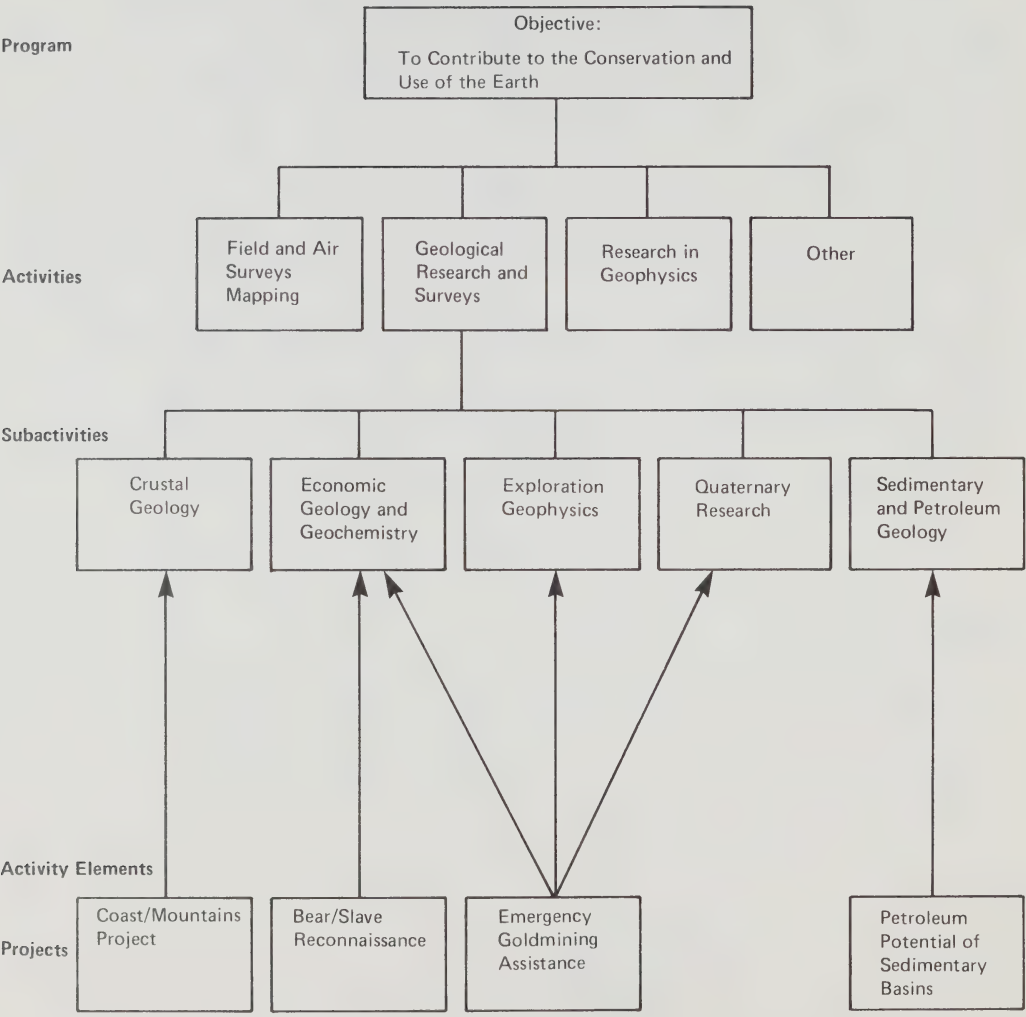 Program
Objective:
To Contribute to the Conservation and
Use of the Earth
Activities
Field and Air
Surveys
Mapping
Geological
Research and
Surveys
Research in
Geophysics
Other
Subactivities
Crustal
Geology
Economic
Geology and
Geochemistry
Exploration
Geophysics
Quaternary
Research
Sedimentary
and Petroleum
Geology
Activity Elements
Projects
Coast/Mountains
Project
Bear/Slave
Reconnaissance
Emergency
Goldmining
Assistance
Petroleum
Potential of
Sedimentary
Basins